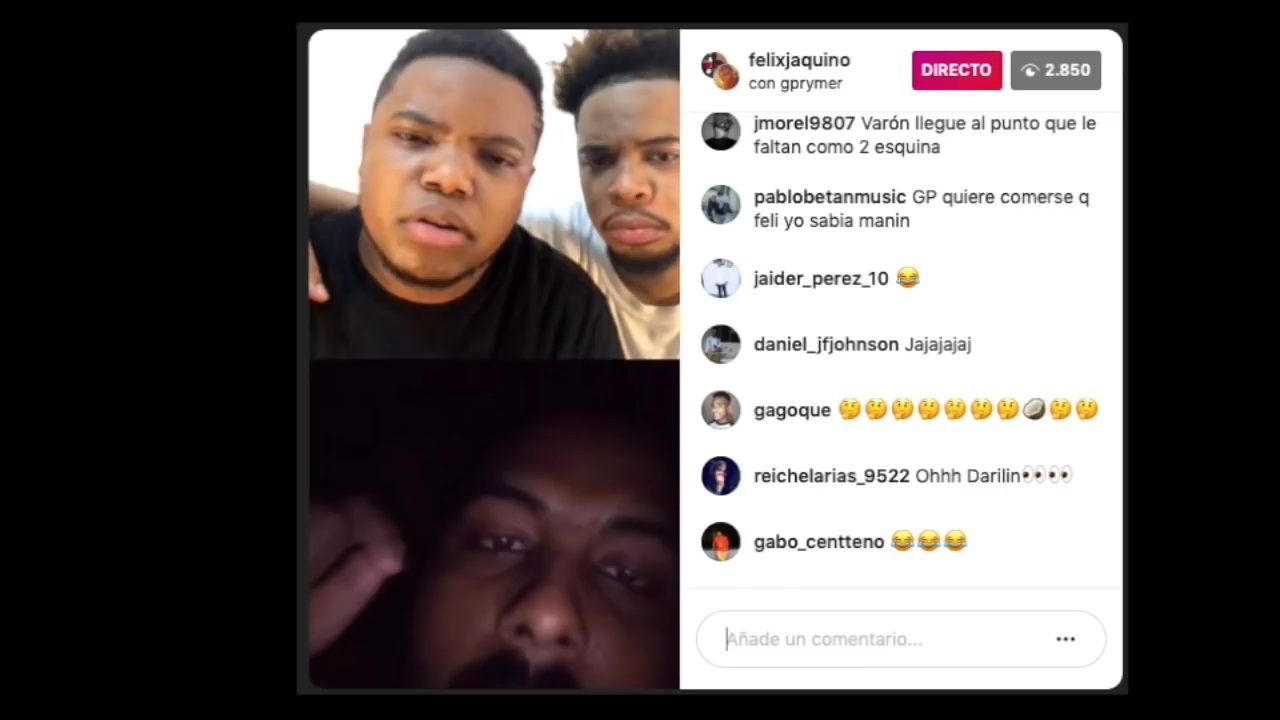 felixjaquino
con gprymer
DIRECTO
2.850
jmorel9807 Varón llegue al punto que le
faltan como 2 esquina
pablobetanmusic GP quiere comerse q
feli yo sabia manin
jaider_perez_10 😂
daniel_jfjohnson Jajajajaj
gagoque 🤔🤔🤔🤔🤔🤔🤔🥥🤔🤔
reichelarias_9522 Ohhh Darilin👀👀
gabo_centteno 😂😂😂
Añade un comentario...